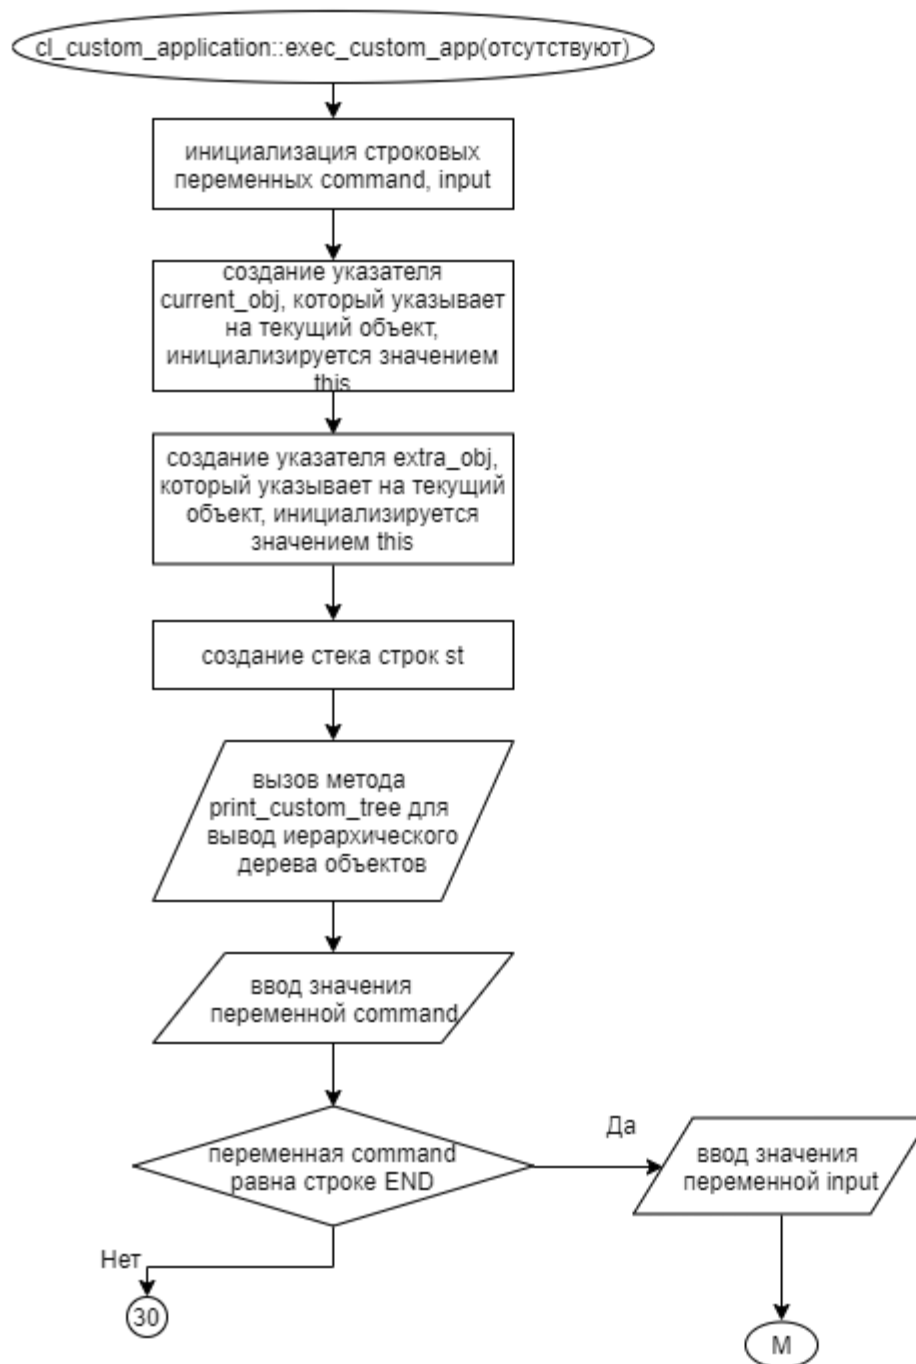 cl_custom_application::exec_custom_app(отсутствуют)
инициализация строковых
переменных command, input
создание указателя
current_obj, который указывает
на текущий объект,
инициализируется значением
this
создание указателя extra_obj,
который указывает на текущий
объект, инициализируется
значением this
создание стека строк st
вызов метода
print_custom_tree для
вывод иерархического
дерева объектов
ввод значения
переменной command
переменная command
равна строке END
Да
ввод значения
переменной input
Нет
30
M